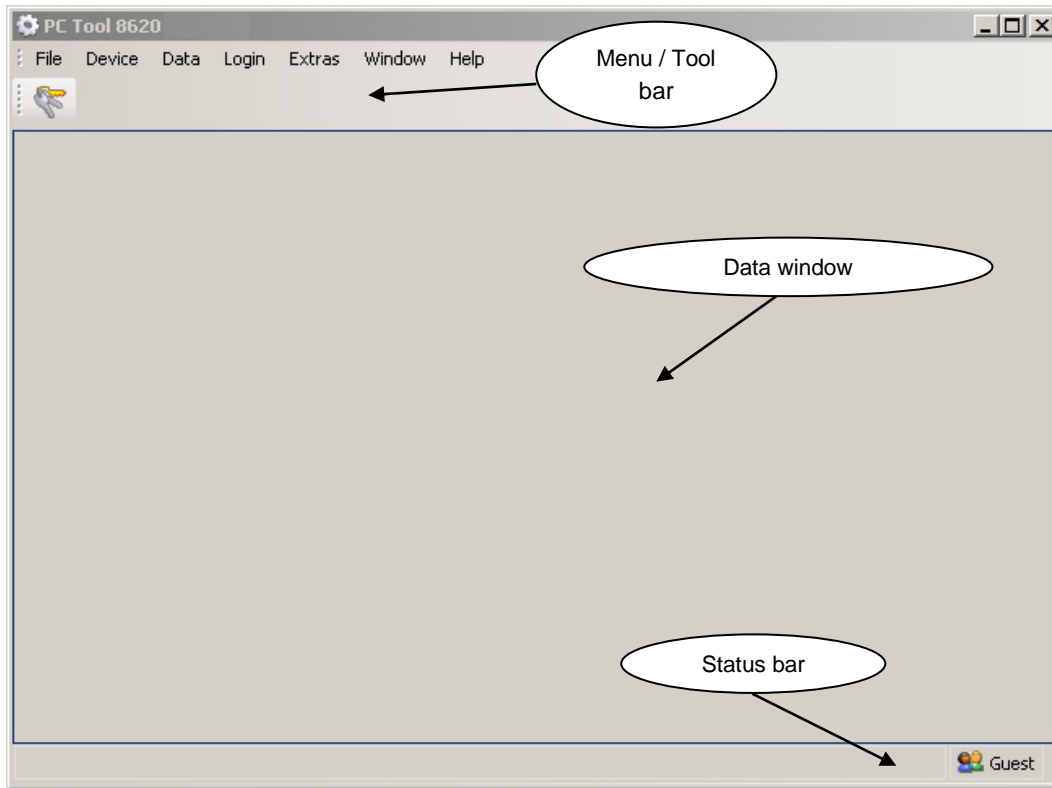 PC Tool 8620
File Device Data Login Extras Window Help
Menu / Tool
bar
Data window
Status bar
Guest